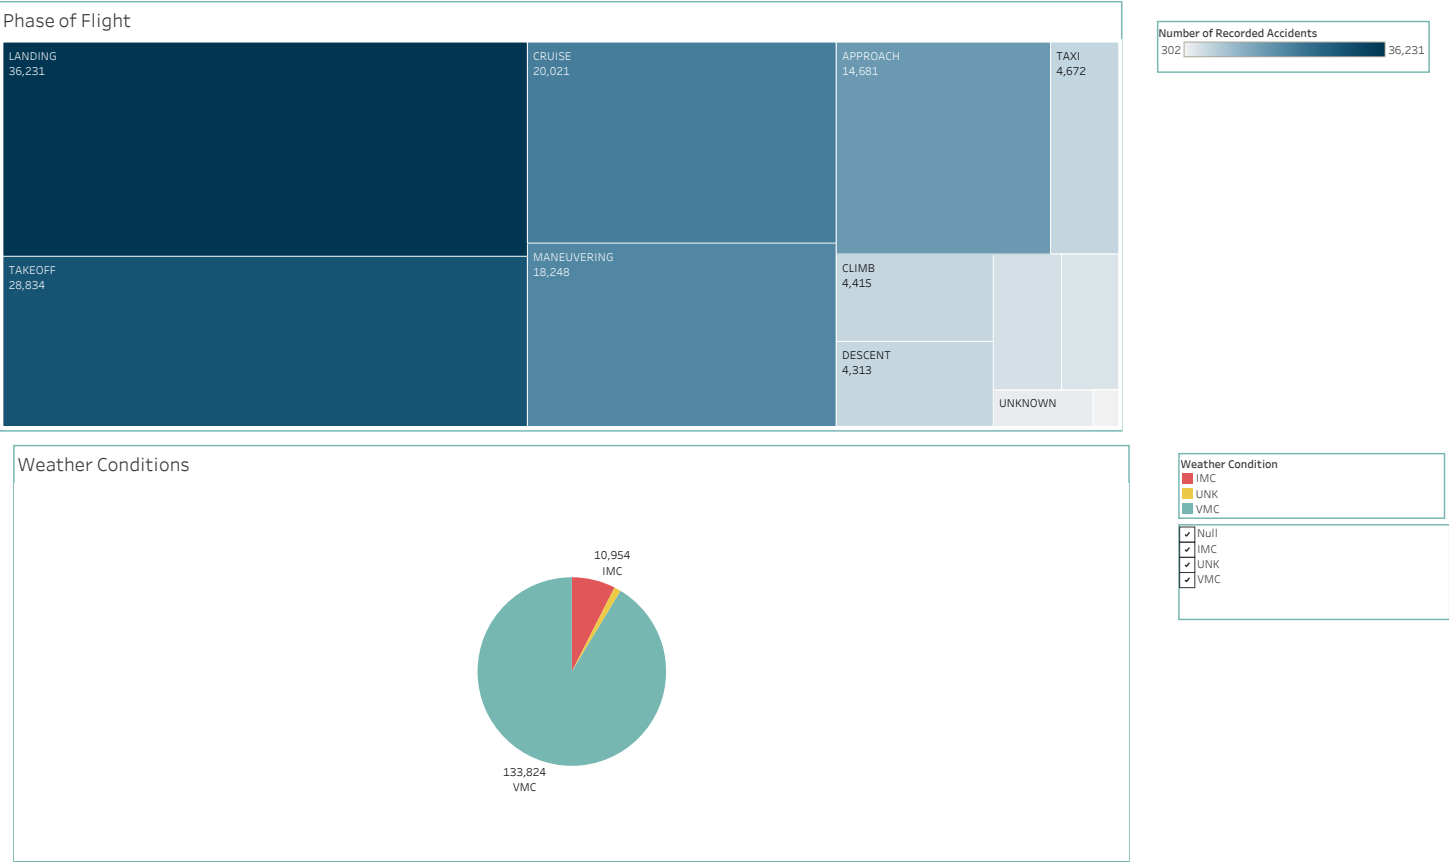 Phase of Flight
LANDING
36,231
CRUISE
20,021
APPROACH
14,681
TAXI
4,672
TAKEOFF
28,834
MANEUVERING
18,248
CLIMB
4,415
DESCENT
4,313
UNKNOWN
Number of Recorded Accidents
302 36,231
Weather Conditions
10,954
IMC
133,824
VMC
Weather Condition
IMC
UNK
VMC
Null
IMC
UNK
VMC